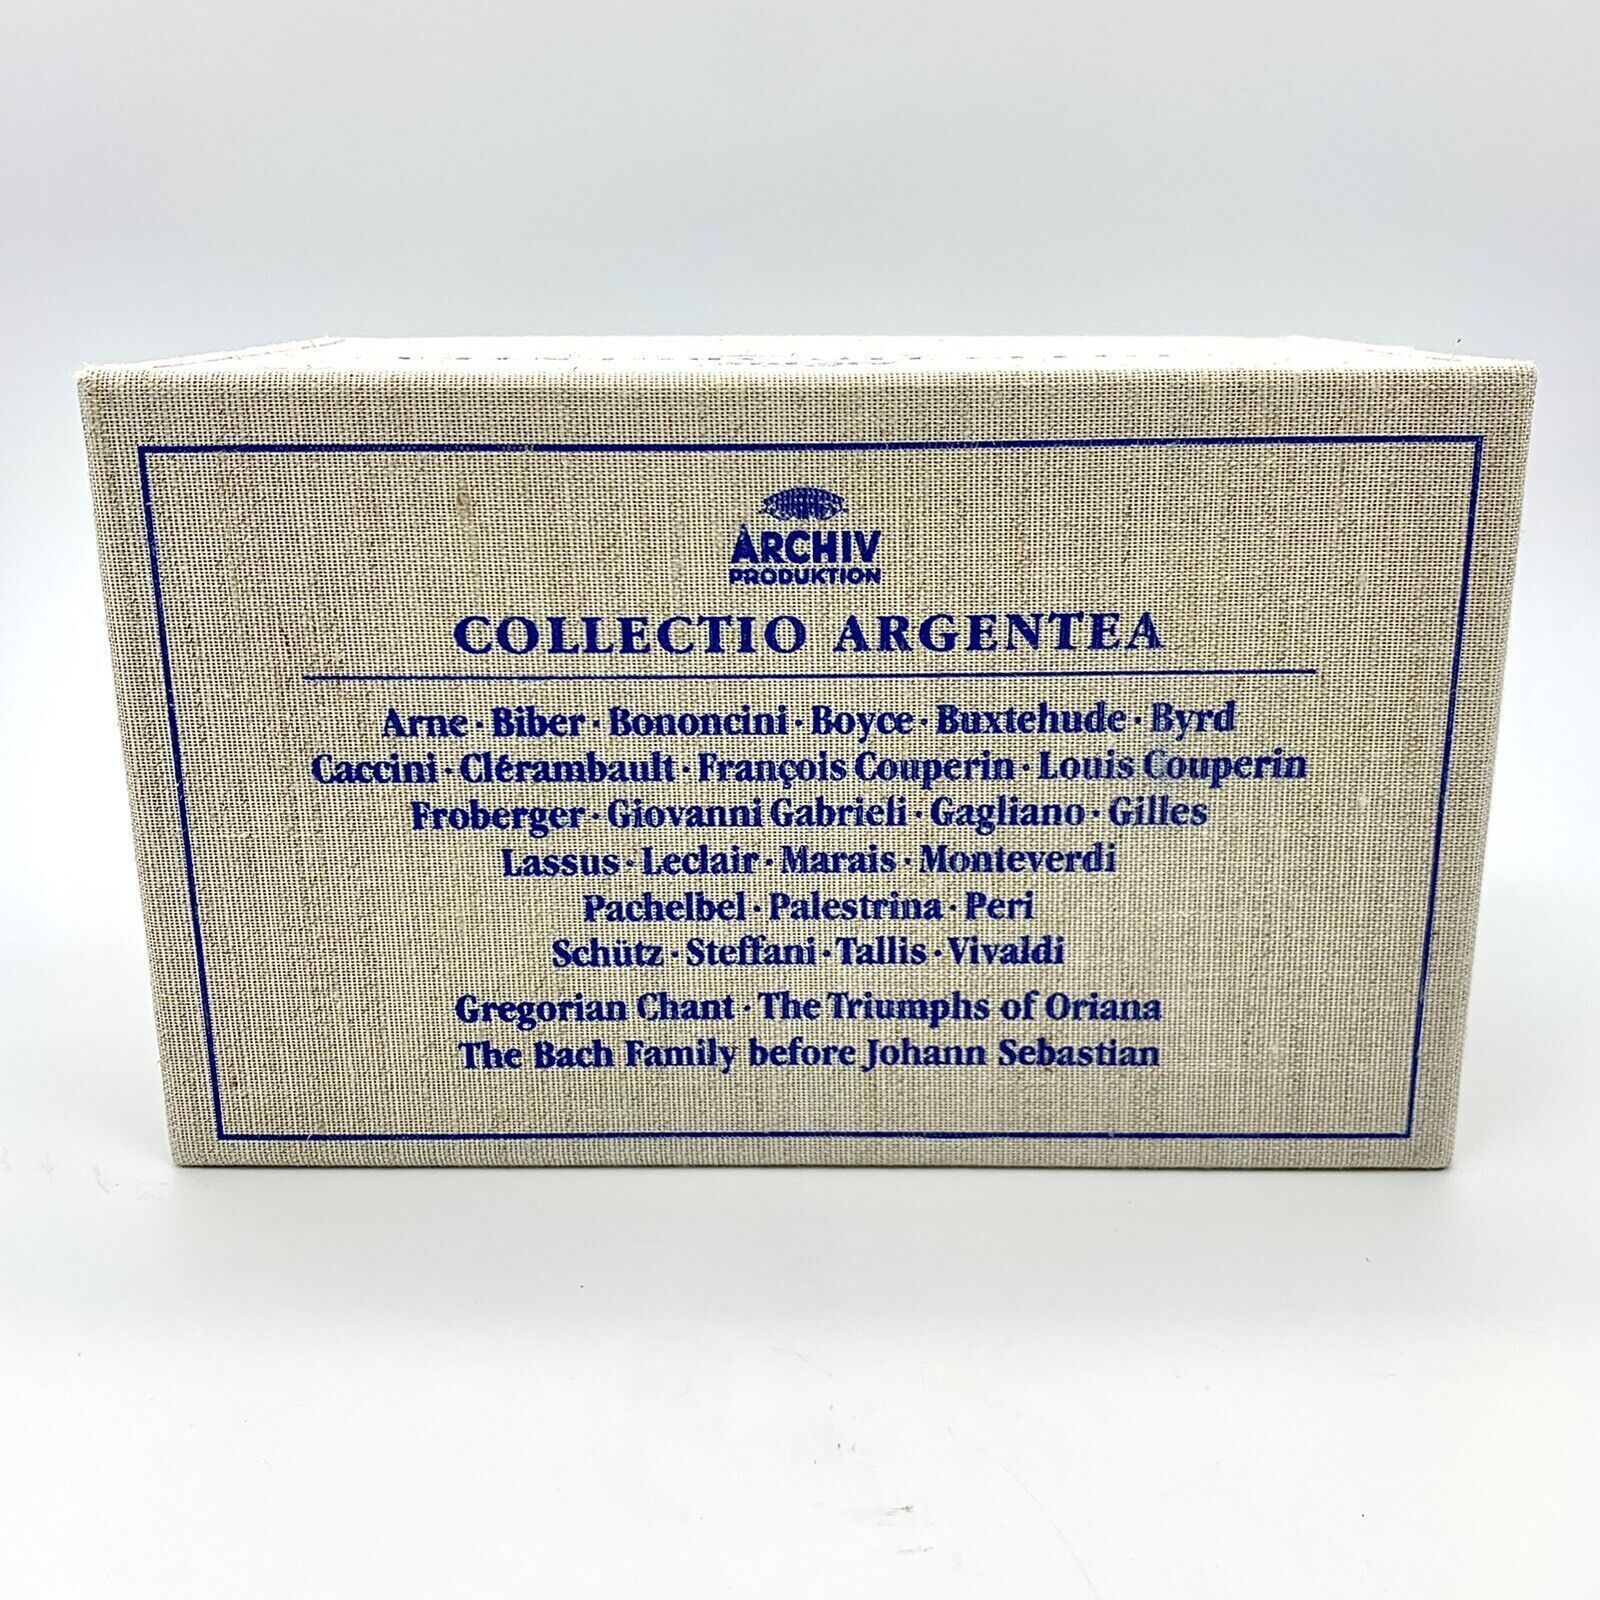 ARCHIV
PRODUKTION
COLLECTIO ARGENTEA
Arne · Biber · Bononcini · Boyce · Buxtehude · Byrd
Caccini · Clérambault · François Couperin · Louis Couperin
Froberger · Giovanni Gabrieli · Gagliano · Gilles
Lassus · Leclair · Marais · Monteverdi
Pachelbel · Palestrina · Peri
Schütz · Steffani · Tallis · Vivaldi
Gregorian Chant · The Triumphs of Oriana
The Bach Family before Johann Sebastian